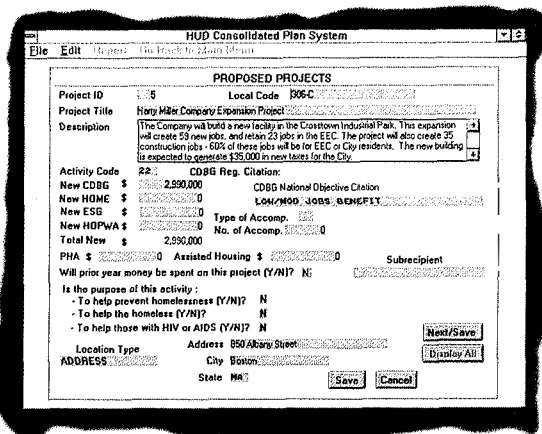 HUD Consolidated Plan System
File Edit Report Go Back to Main Menu
PROPOSED PROJECTS
Project ID 5 Local Code 306-C
Project Title Harry Miller Company Expansion Project
Description The Company will build a new facility in the Crosstown Industrial Park. This expansion
will create 59 new jobs, and retain 23 jobs in the EEC. The project will also create 35
construction jobs - 60% of these jobs will be for EEC or City residents. The new building
is expected to generate $35,000 in new taxes for the City.
Activity Code 22 CDBG Reg. Citation:
New CDBG $ 2,990,000 CDBG National Objective Citation
New HOME $ 0 LOW/MOD JOBS BENEFIT
New ESG $ 0 Type of Accomp.
New HOPWA $ 0 No. of Accomp. 0
Total New $ 2,990,000
PHA $ 0 Assisted Housing $ 0 Subrecipient
Will prior year money be spent on this project (Y/N)? N
Is the purpose of this activity :
- To help prevent homelessness (Y/N)? N
- To help the homeless (Y/N)? N
- To help those with HIV or AIDS (Y/N)? N
Next/Save
Location Type Address 850 Albany Street
Display All
ADDRESS City Boston
State MA Save Cancel